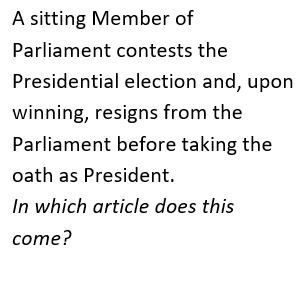 A sitting Member of
Parliament contests the
Presidential election and, upon
winning, resigns from the
Parliament before taking the
oath as President.
In which article does this
come?